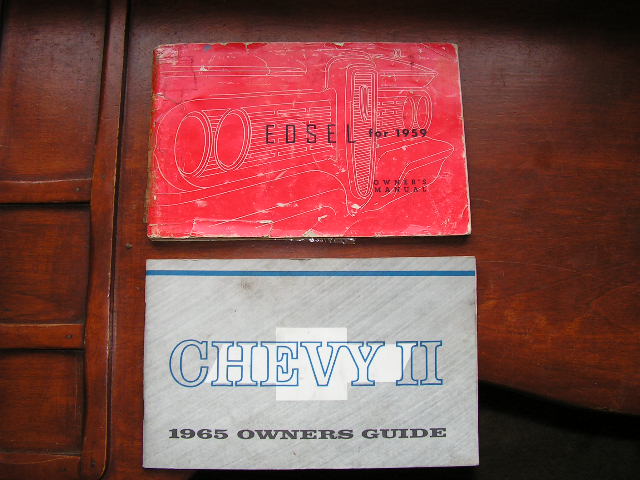 EDSEL for 1959
OWNER'S
MANUAL
CHEVY II
1965 OWNERS GUIDE